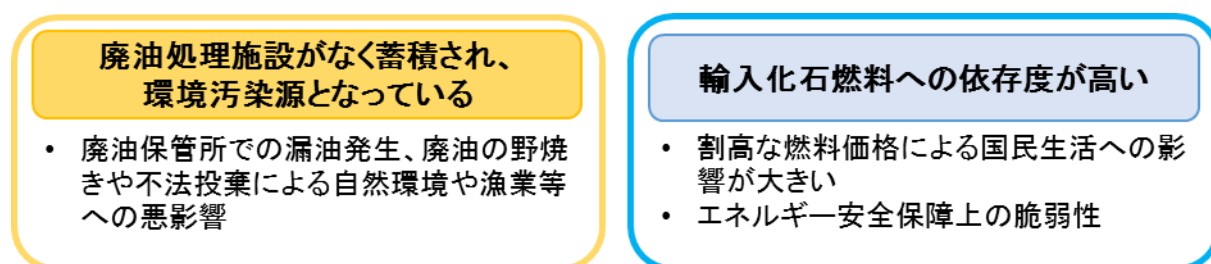 廃油処理施設がなく蓄積され、
環境汚染源となっている
• 廃油保管所での漏油発生、廃油の野焼
きや不法投棄による自然環境や漁業等
への悪影響
輸入化石燃料への依存度が高い
• 割高な燃料価格による国民生活への影
響が大きい
• エネルギー安全保障上の脆弱性